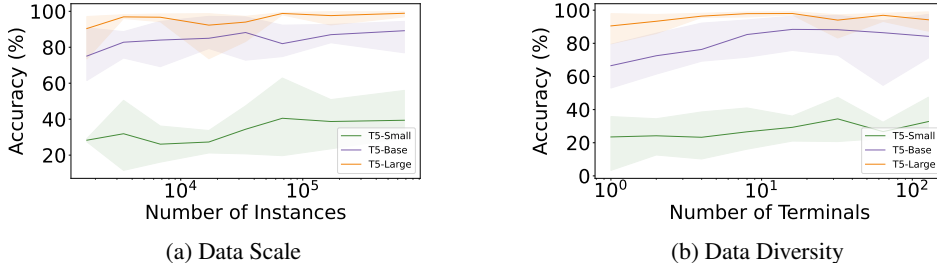 100
80
60
40
20
Accuracy (%)
T5-Small
T5-Base
T5-Large
10^4
10^5
Number of Instances
(a) Data Scale
100
80
60
40
20
0
Accuracy (%)
T5-Small
T5-Base
T5-Large
10^0
10^1
10^2
Number of Terminals
(b) Data Diversity